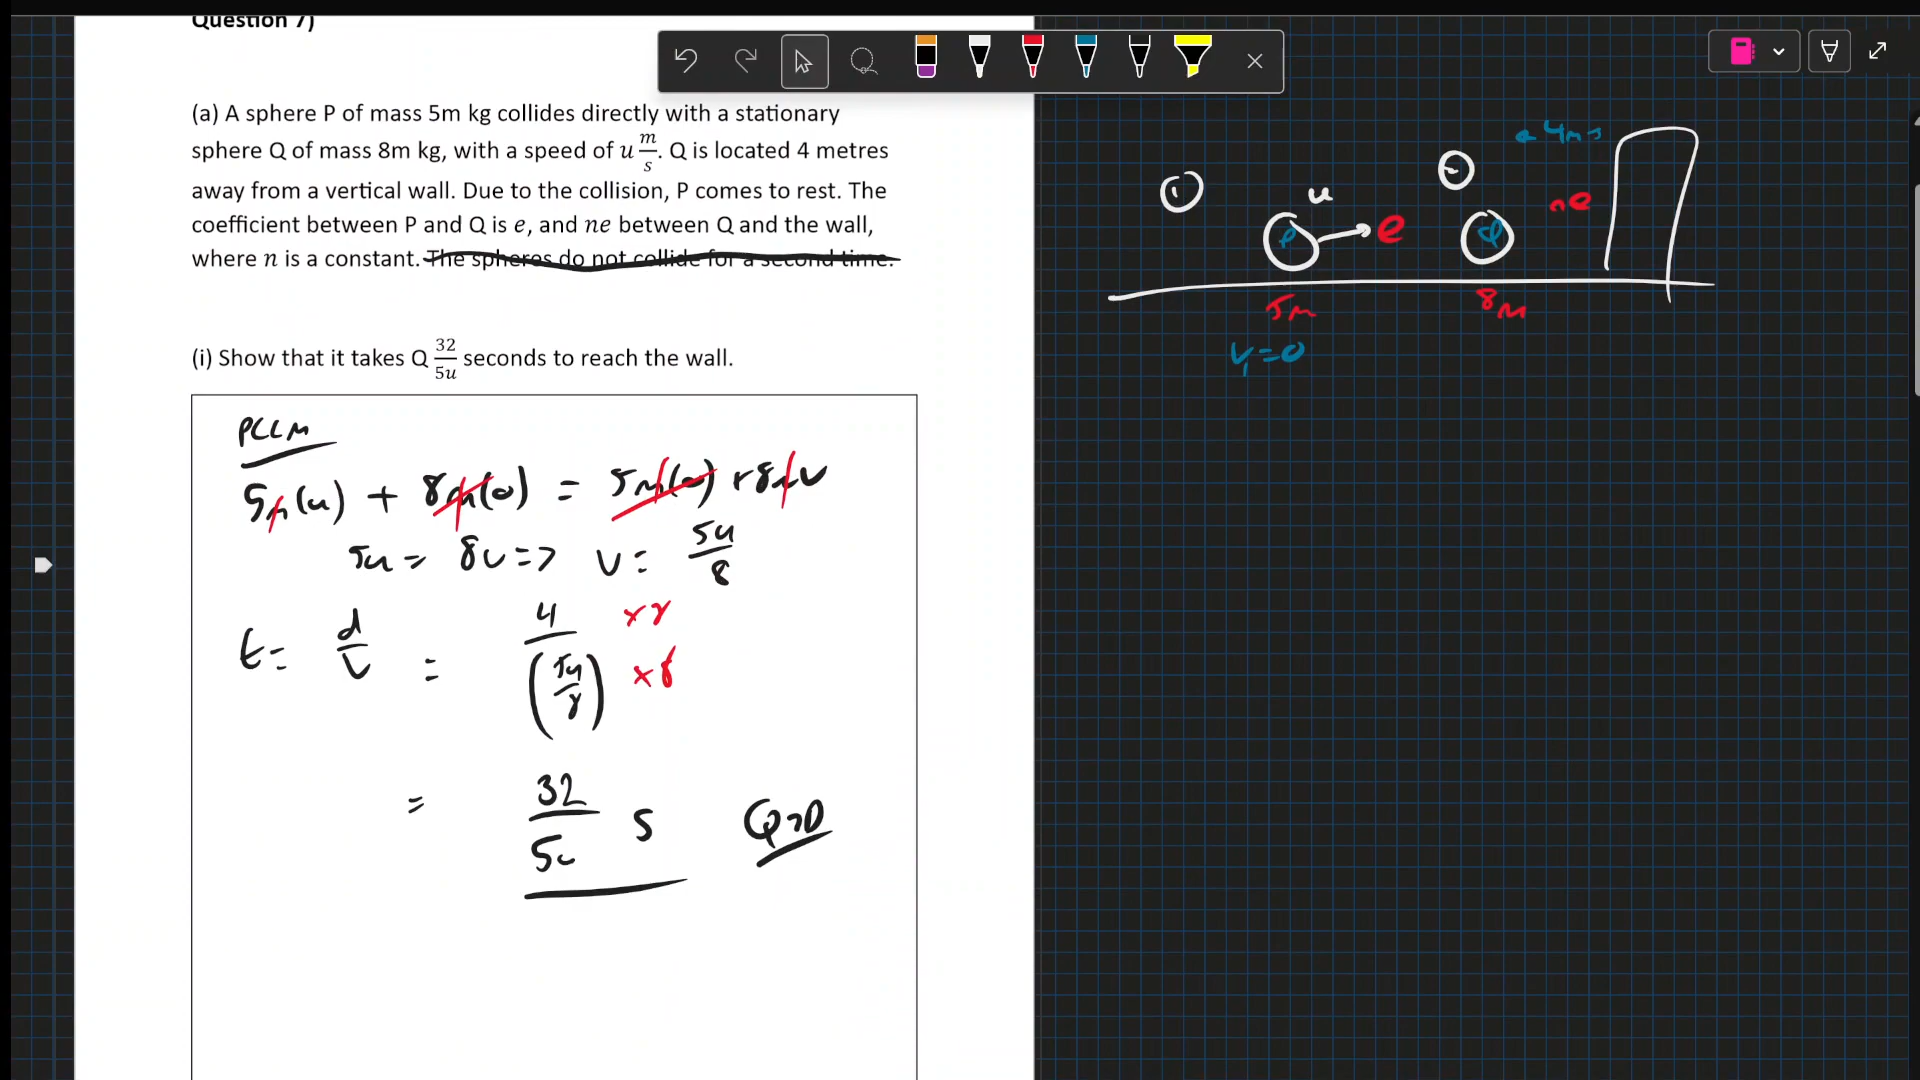 Question 7)
(a) A sphere P of mass 5m kg collides directly with a stationary
sphere Q of mass 8m kg, with a speed of u m/s. Q is located 4 metres
away from a vertical wall. Due to the collision, P comes to rest. The
coefficient between P and Q is e, and ne between Q and the wall,
where n is a constant. The spheres do not collide for a second time.
(i) Show that it takes Q 32/5u seconds to reach the wall.
PCLM
5m(u) + 8m(0) = 5m(0) + 8mv
5u = 8v => v = 5u/8
t = d/v = 4/(5u/8) x8 x8
= 32/5u s QED
1
u
P
e
Q
4m
ne
5m
8m
v₁=0